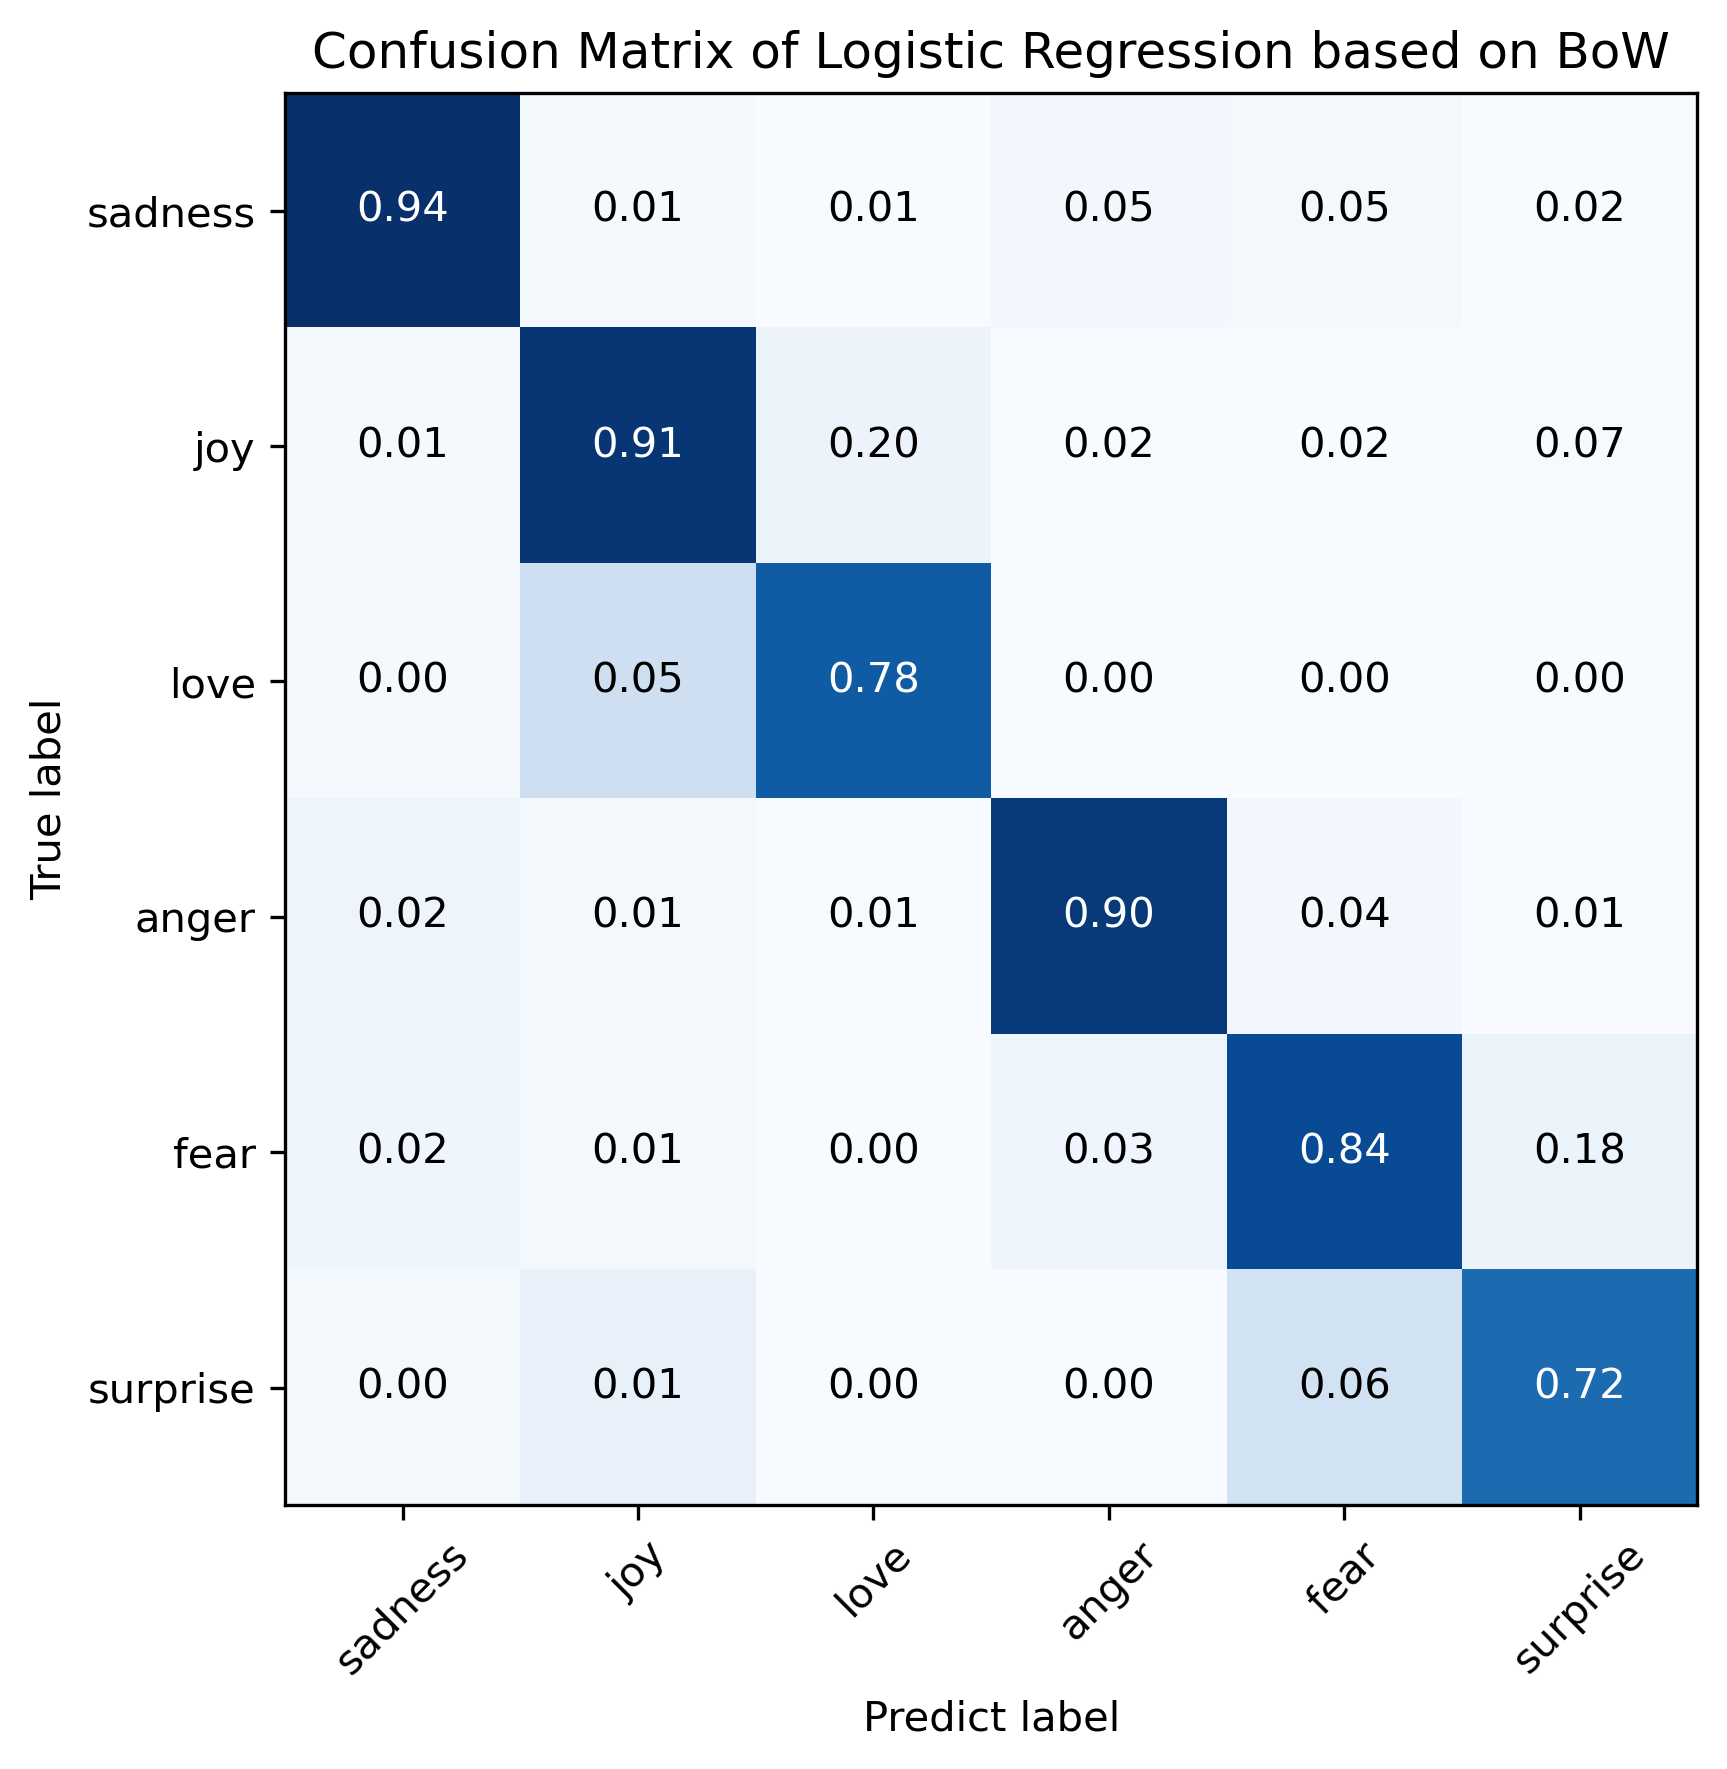 Confusion Matrix of Logistic Regression based on BoW
sadness 0.94 0.01 0.01 0.05 0.05 0.02
joy 0.01 0.91 0.20 0.02 0.02 0.07
love 0.00 0.05 0.78 0.00 0.00 0.00
anger 0.02 0.01 0.01 0.90 0.04 0.01
fear 0.02 0.01 0.00 0.03 0.84 0.18
surprise 0.00 0.01 0.00 0.00 0.06 0.72
True label
sadness joy love anger fear surprise
Predict label